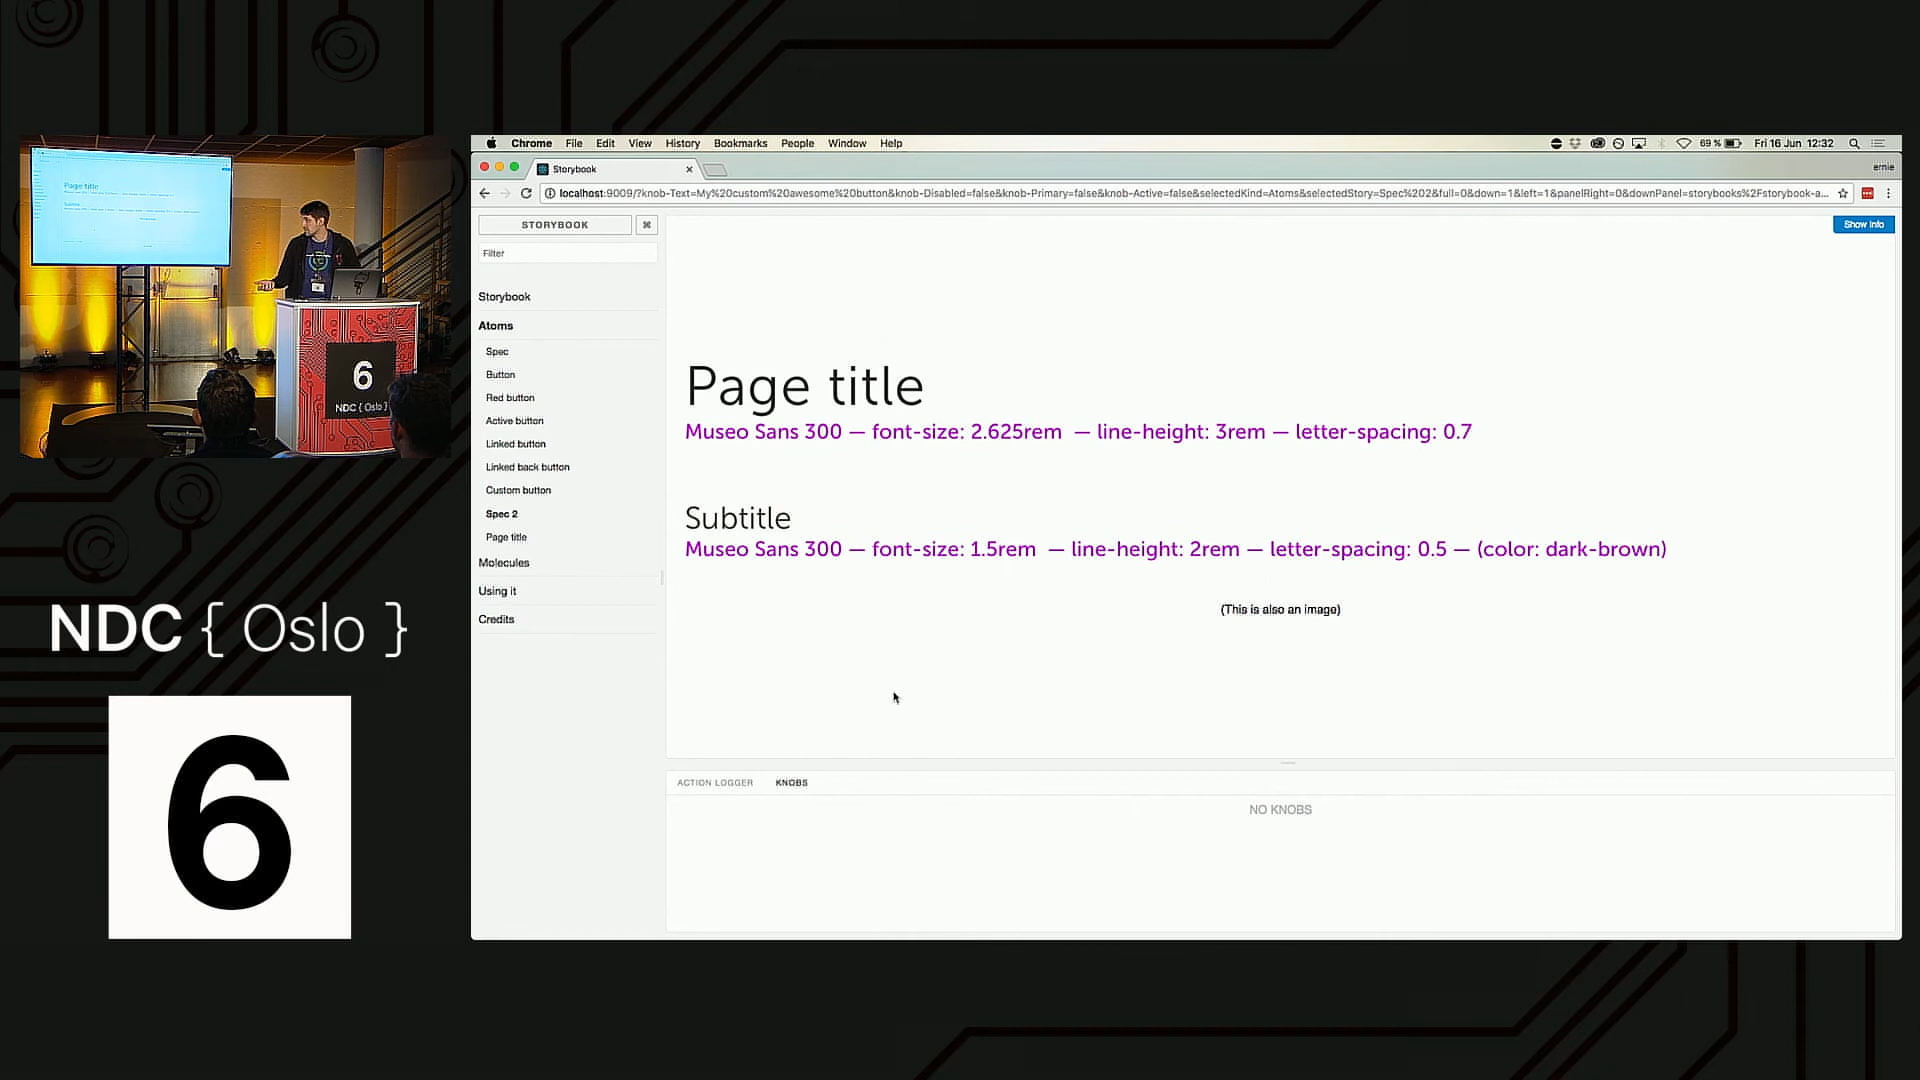 Chrome File Edit View History Bookmarks People Window Help
69 % Fri 16 Jun 12:32
Storybook
ernie
localhost:9009/?knob-Text=My%20custom%20awesome%20button&knob-Disabled=false&knob-Primary=false&knob-Active=false&selectedKind=Atoms&selectedStory=Spec%202&full=0&down=1&left=1&panelRight=0&downPanel=storybooks%2Fstorybook-a...
STORYBOOK
⌘
Filter
Storybook
Atoms
Spec
Button
Red button
Active button
Linked button
Linked back button
Custom button
Spec 2
Page title
Molecules
Using it
Credits
Show Info
Page title
Museo Sans 300 — font-size: 2.625rem — line-height: 3rem — letter-spacing: 0.7
Subtitle
Museo Sans 300 — font-size: 1.5rem — line-height: 2rem — letter-spacing: 0.5 — (color: dark-brown)
(This is also an image)
ACTION LOGGER KNOBS
NO KNOBS
Page title
6
NDC { Oslo }
NDC { Oslo }
6